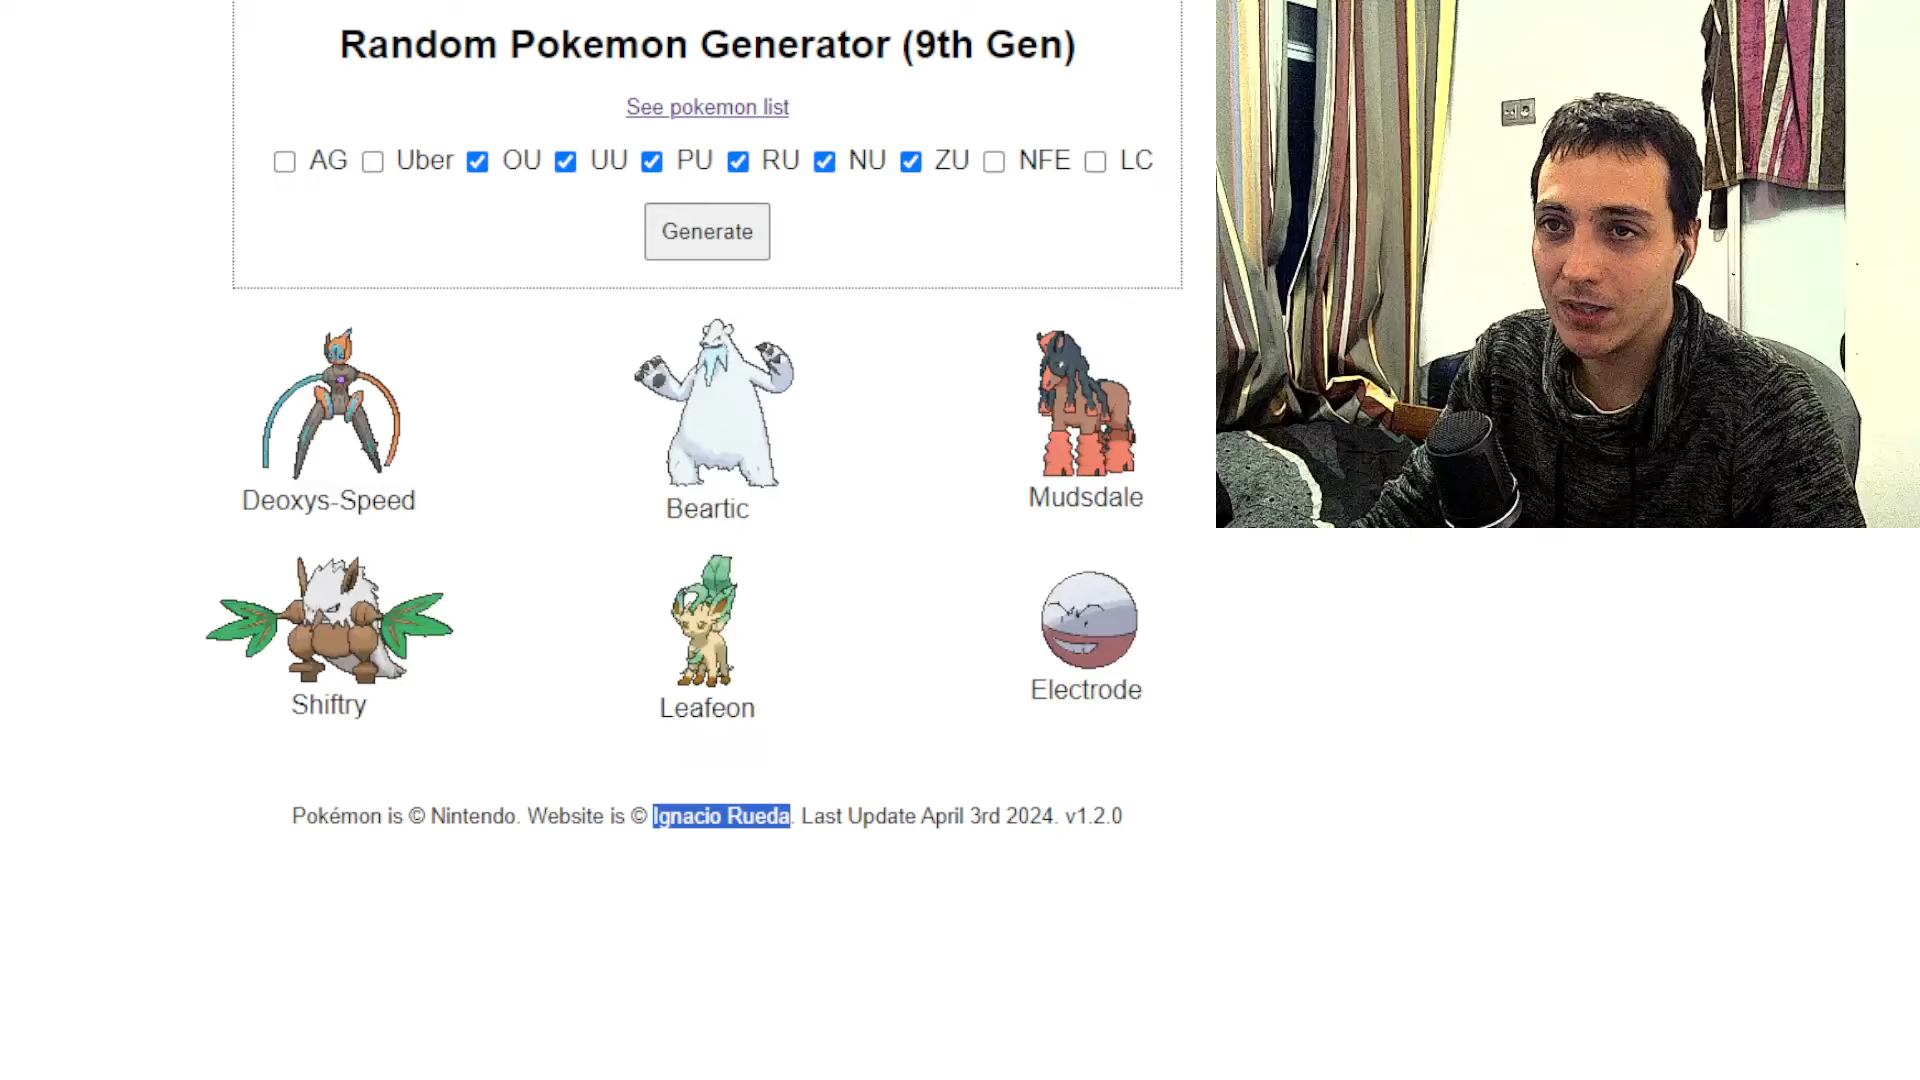 Random Pokemon Generator (9th Gen)
See pokemon list
AG Uber OU UU PU RU NU ZU NFE LC
Generate
Deoxys-Speed Beartic Mudsdale
Shiftry Leafeon Electrode
Pokémon is © Nintendo. Website is © Ignacio Rueda. Last Update April 3rd 2024. v1.2.0